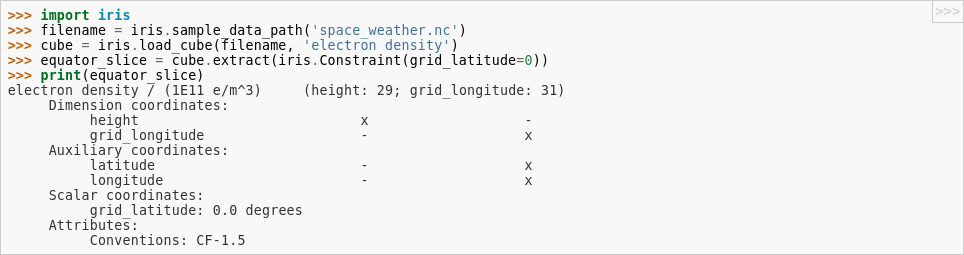 >>> import iris
>>>
>>> filename = iris.sample_data_path('space_weather.nc')
>>> cube = iris.load_cube(filename, 'electron density')
>>> equator_slice = cube.extract(iris.Constraint(grid_latitude=0))
>>> print(equator_slice)
electron density / (1E11 e/m^3)     (height: 29; grid_longitude: 31)
     Dimension coordinates:
          height                           x                   -
          grid_longitude                   -                   x
     Auxiliary coordinates:
          latitude                         -                   x
          longitude                        -                   x
     Scalar coordinates:
          grid_latitude: 0.0 degrees
     Attributes:
          Conventions: CF-1.5